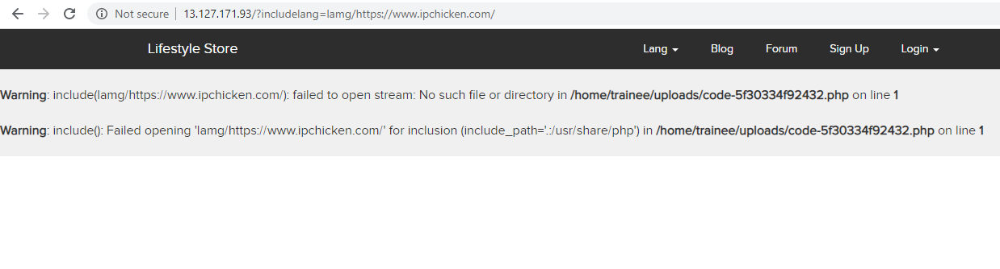 Not secure | 13.127.171.93/?includelang=lamg/https://www.ipchicken.com/
Lifestyle Store Lang Blog Forum Sign Up Login
Warning: include(lamg/https://www.ipchicken.com/): failed to open stream: No such file or directory in /home/trainee/uploads/code-5f30334f92432.php on line 1
Warning: include(): Failed opening 'lamg/https://www.ipchicken.com/' for inclusion (include_path='.:/usr/share/php') in /home/trainee/uploads/code-5f30334f92432.php on line 1